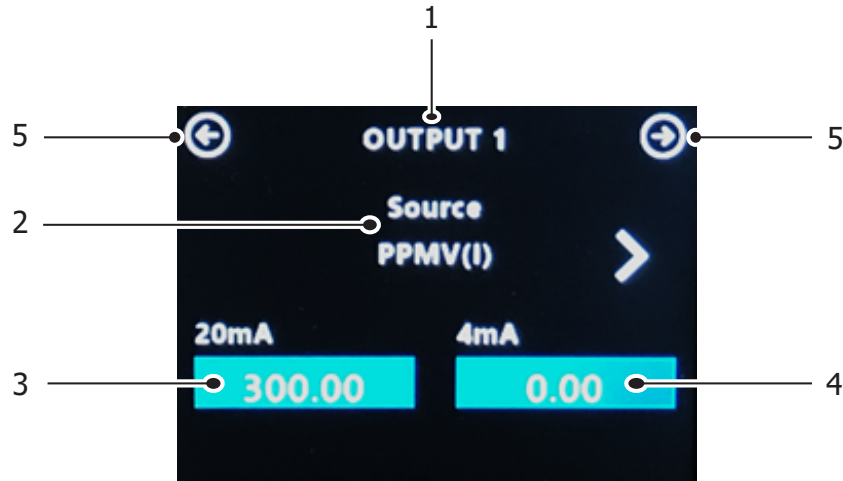 1
5 OUTPUT 1 5
2 Source
PPMV(I)
20mA 4mA
3 300.00 0.00 4